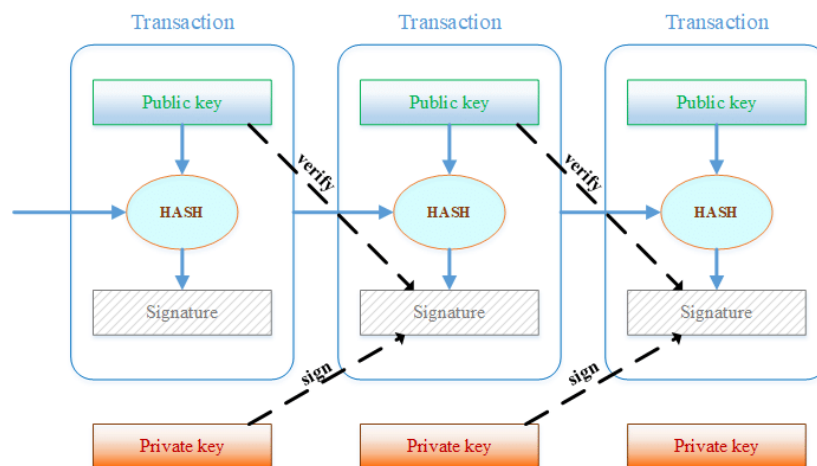 Transaction Transaction Transaction
Public key Public key Public key
verify verify
HASH HASH HASH
Signature Signature Signature
sign sign
Private key Private key Private key